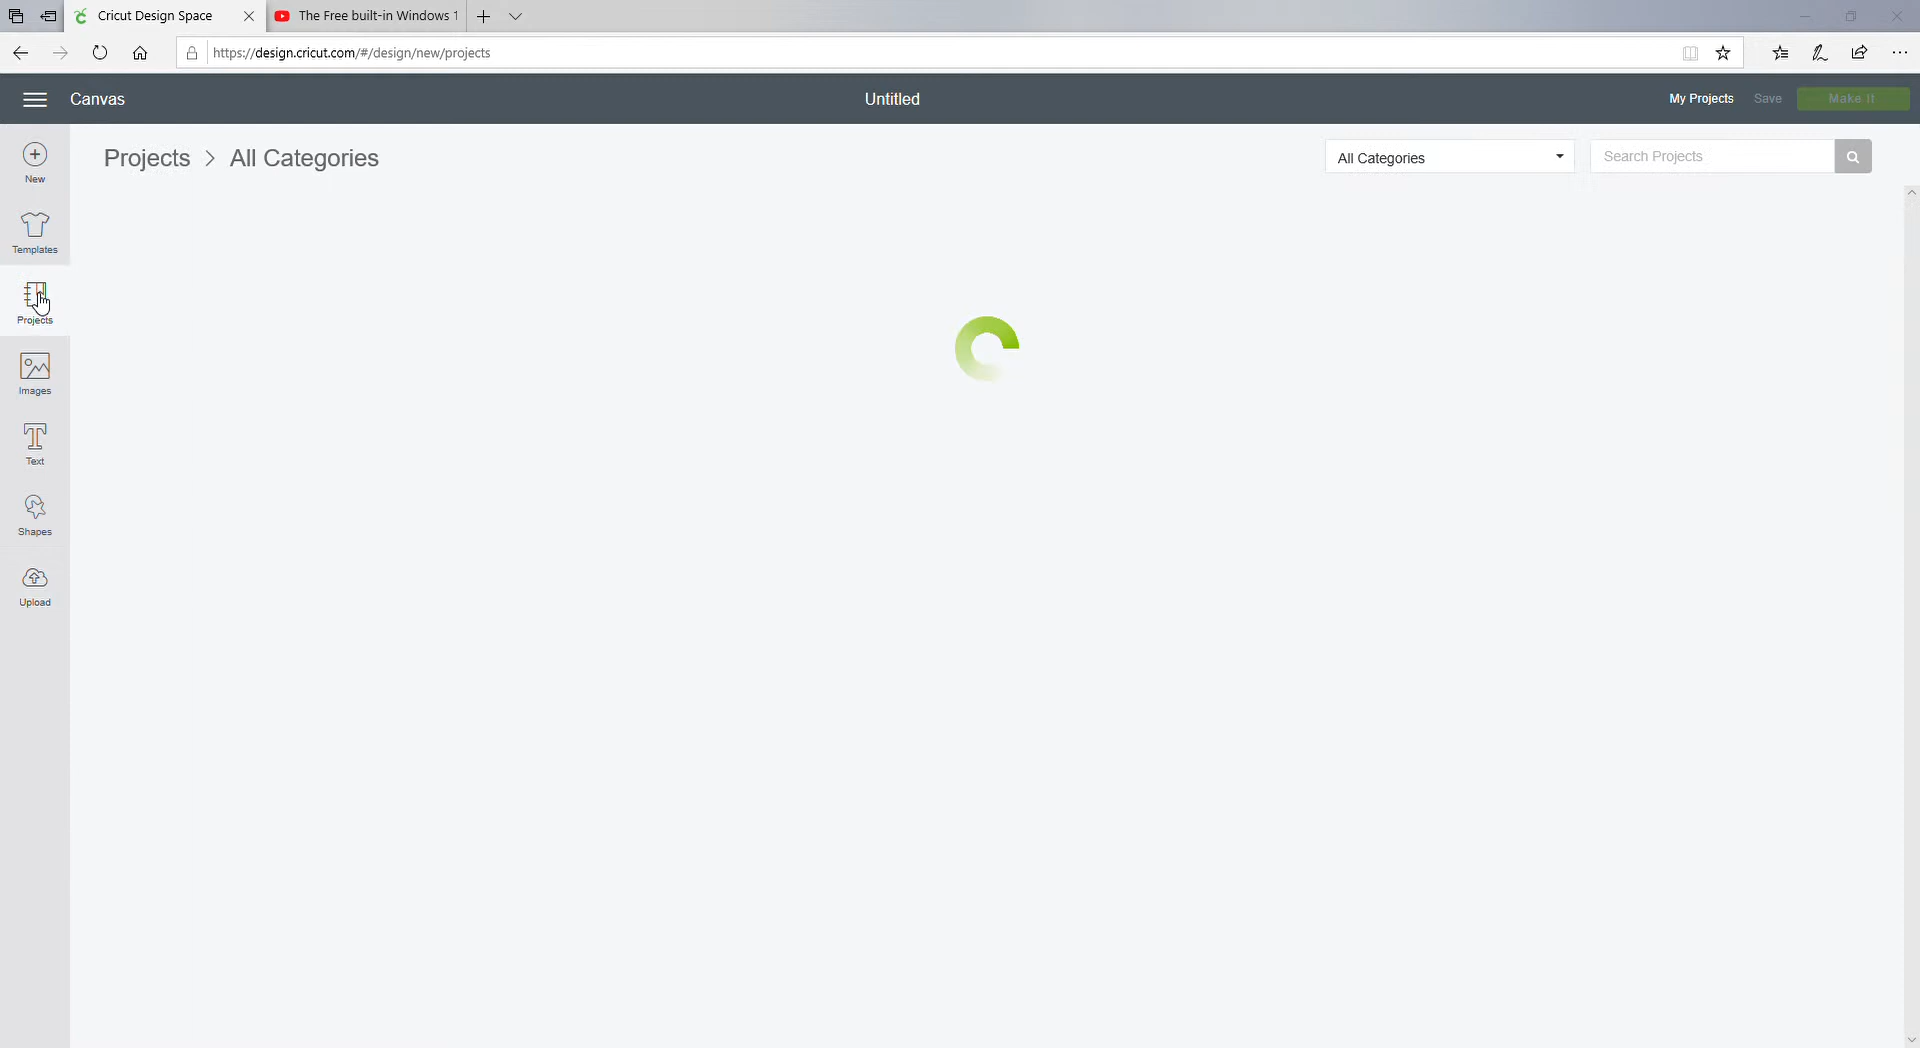 Cricut Design Space
The Free built-in Windows 1
https://design.cricut.com/#/design/new/projects
Canvas
Untitled
My Projects
Save
Make It
New
Templates
Projects
Images
Text
Shapes
Upload
Projects > All Categories
All Categories
Search Projects